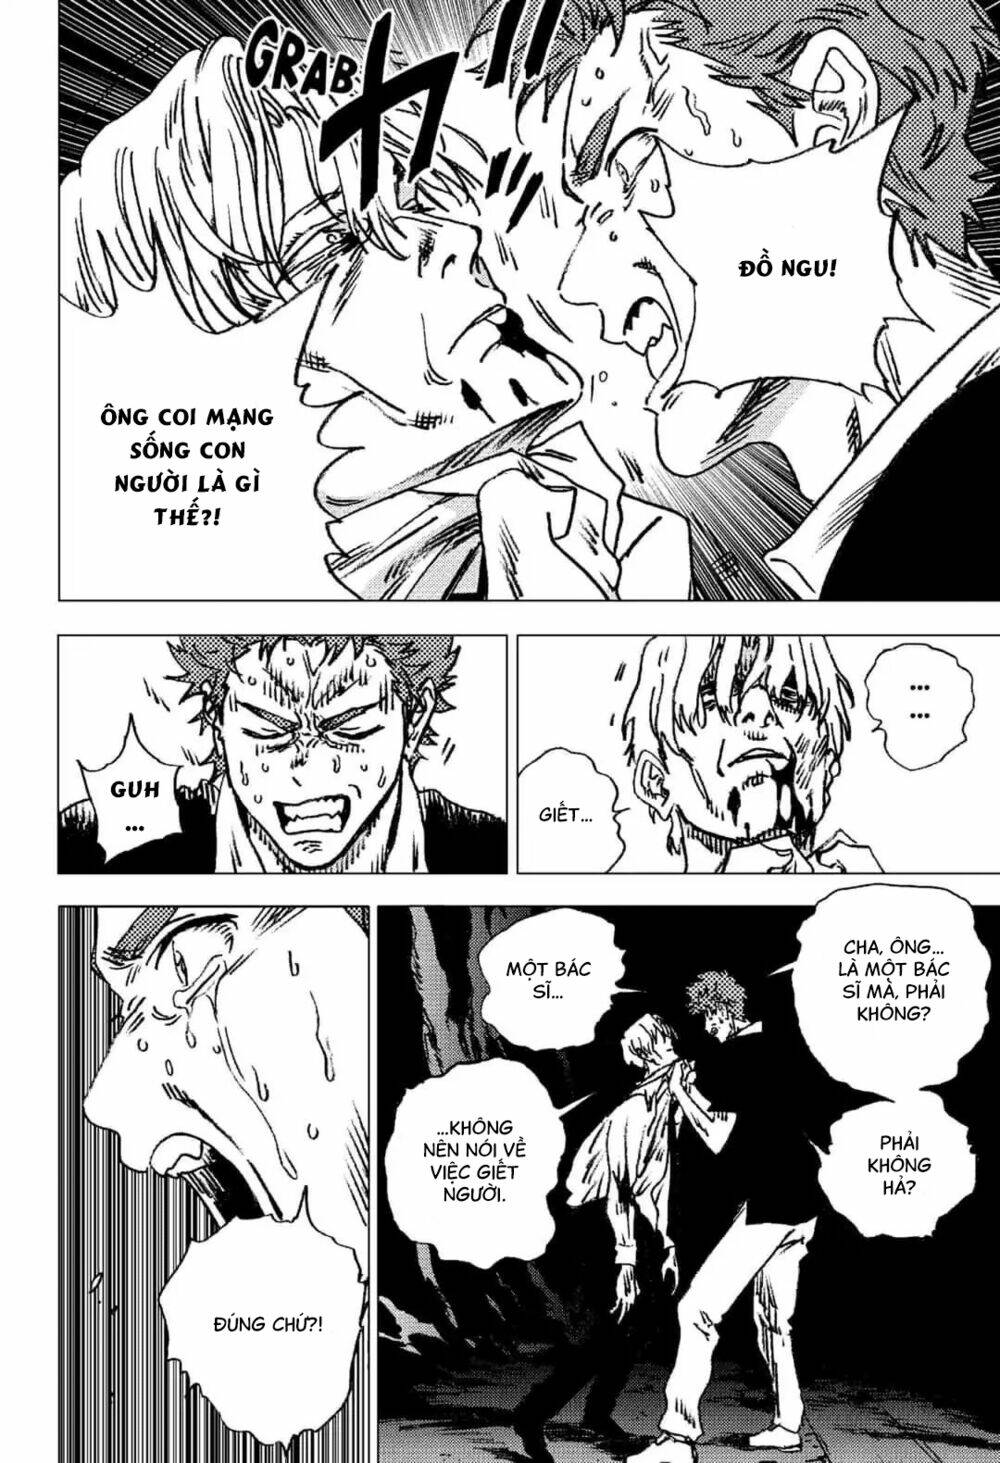 GRAB
ガッ
ĐỒ NGU!
ÔNG COI MẠNG
SỐNG CON
NGƯỜI LÀ GÌ
THẾ?!
...
...
GIẾT...
GUH
...
CHA, ÔNG...
LÀ MỘT BÁC
SĨ MÀ, PHẢI
KHÔNG?
PHẢI
KHÔNG
HẢ?
MỘT BÁC
SĨ...
...KHÔNG
NÊN NÓI VỀ
VIỆC GIẾT
NGƯỜI.
ĐÚNG CHỨ?!